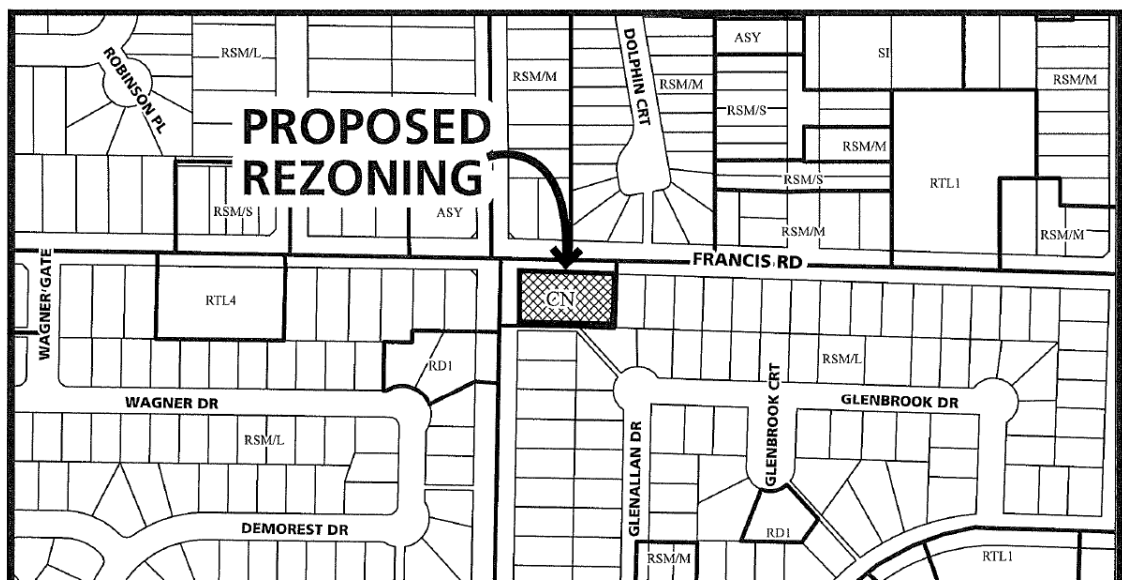 ROBINSON PL
RSM/L
RSM/M
DOLPHIN CRT
RSM/M
ASY
SI
RSM/M
RSM/S
RSM/M
RSM/S
RTL1
RSM/M
RSM/M
PROPOSED
REZONING
RSM/S
ASY
FRANCIS RD
WAGNER GATE
RTL4
CN
RD1
RSM/L
WAGNER DR
GLENBROOK CRT
GLENBROOK DR
RSM/L
GLENALLAN DR
DEMOREST DR
RD1
RSM/M
RTL1